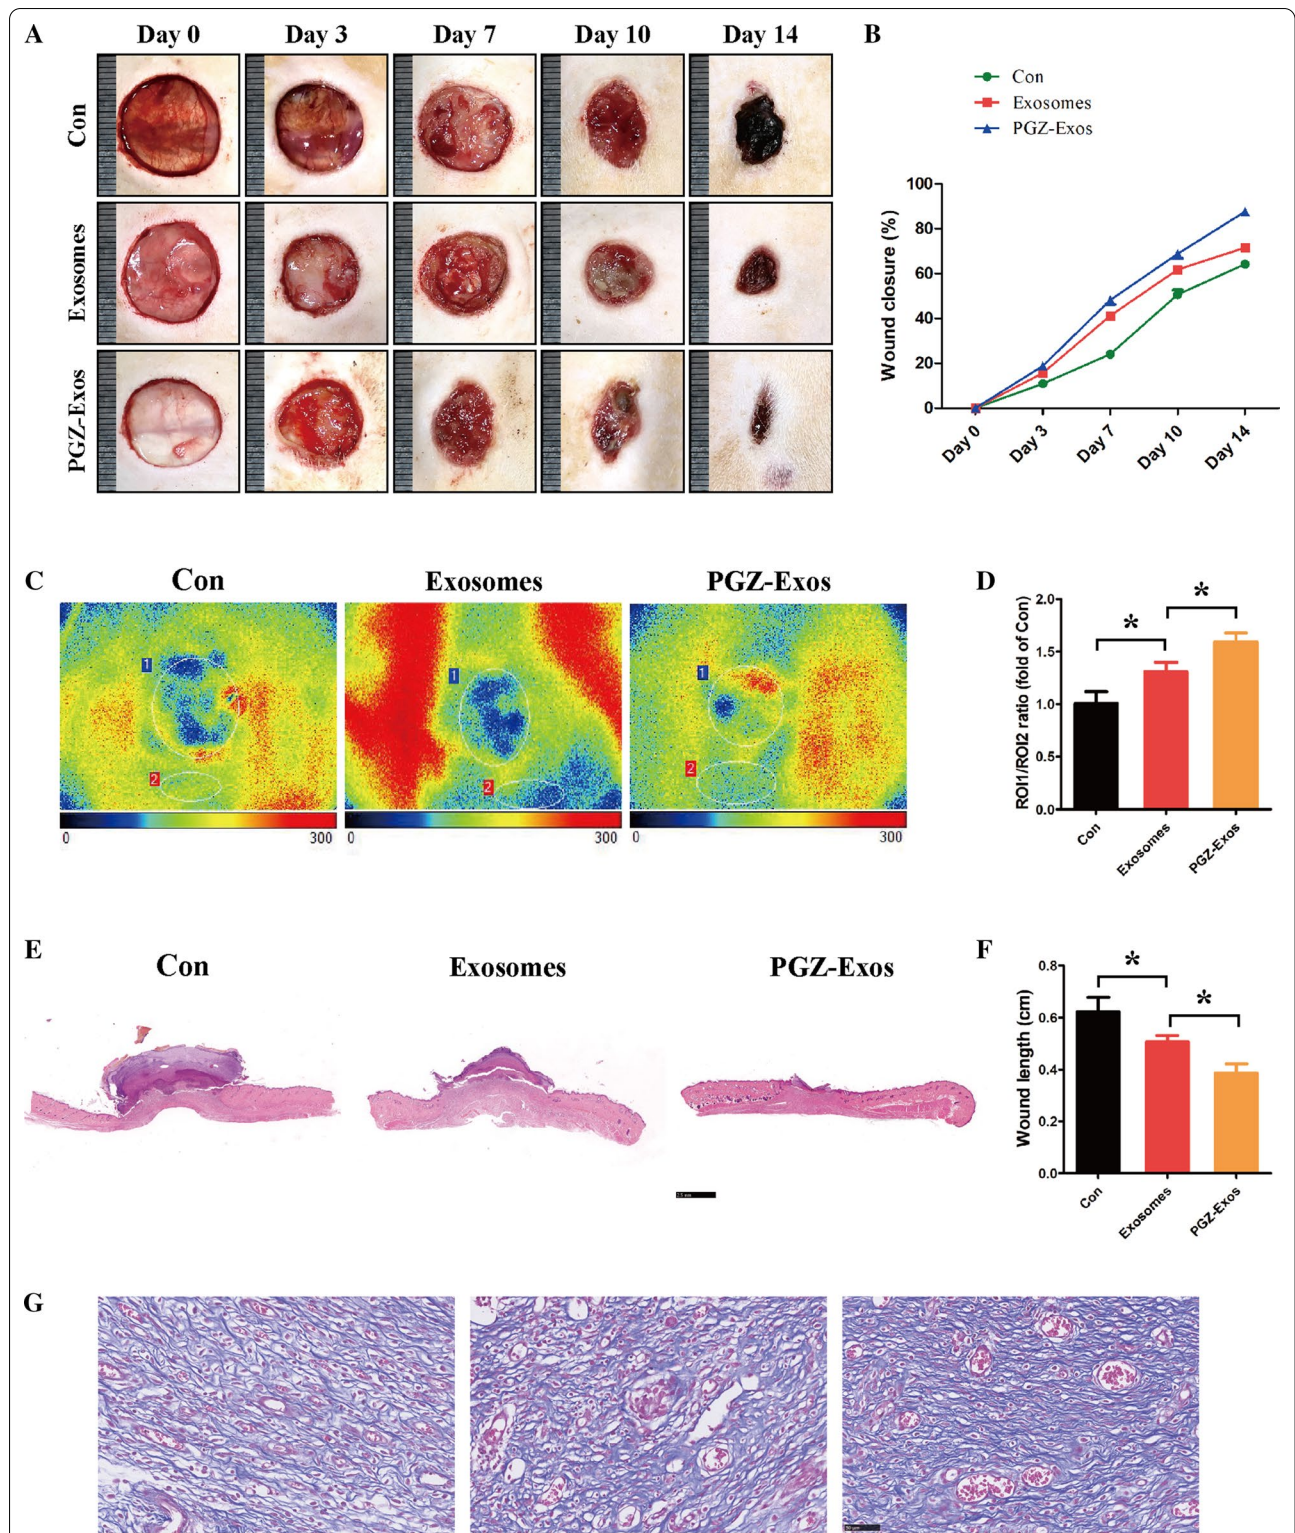 A
Day 0 Day 3 Day 7 Day 10 Day 14
Con
Exosomes
PGZ-Exos
B
Con
Exosomes
PGZ-Exos
Wound closure (%)
100
80
60
40
20
0
Day 0 Day 3 Day 7 Day 10 Day 14
C
Con Exosomes PGZ-Exos
1 1 1
2 2 2
0 300 0 300 0 300
D
ROI1/ROI2 ratio (fold of Con)
2.0
1.5
1.0
0.5
0.0
* *
Con Exosomes PGZ-Exos
E
Con Exosomes PGZ-Exos
F
Wound length (cm)
0.8
0.6
0.4
0.2
0.0
* *
Con Exosomes PGZ-Exos
G